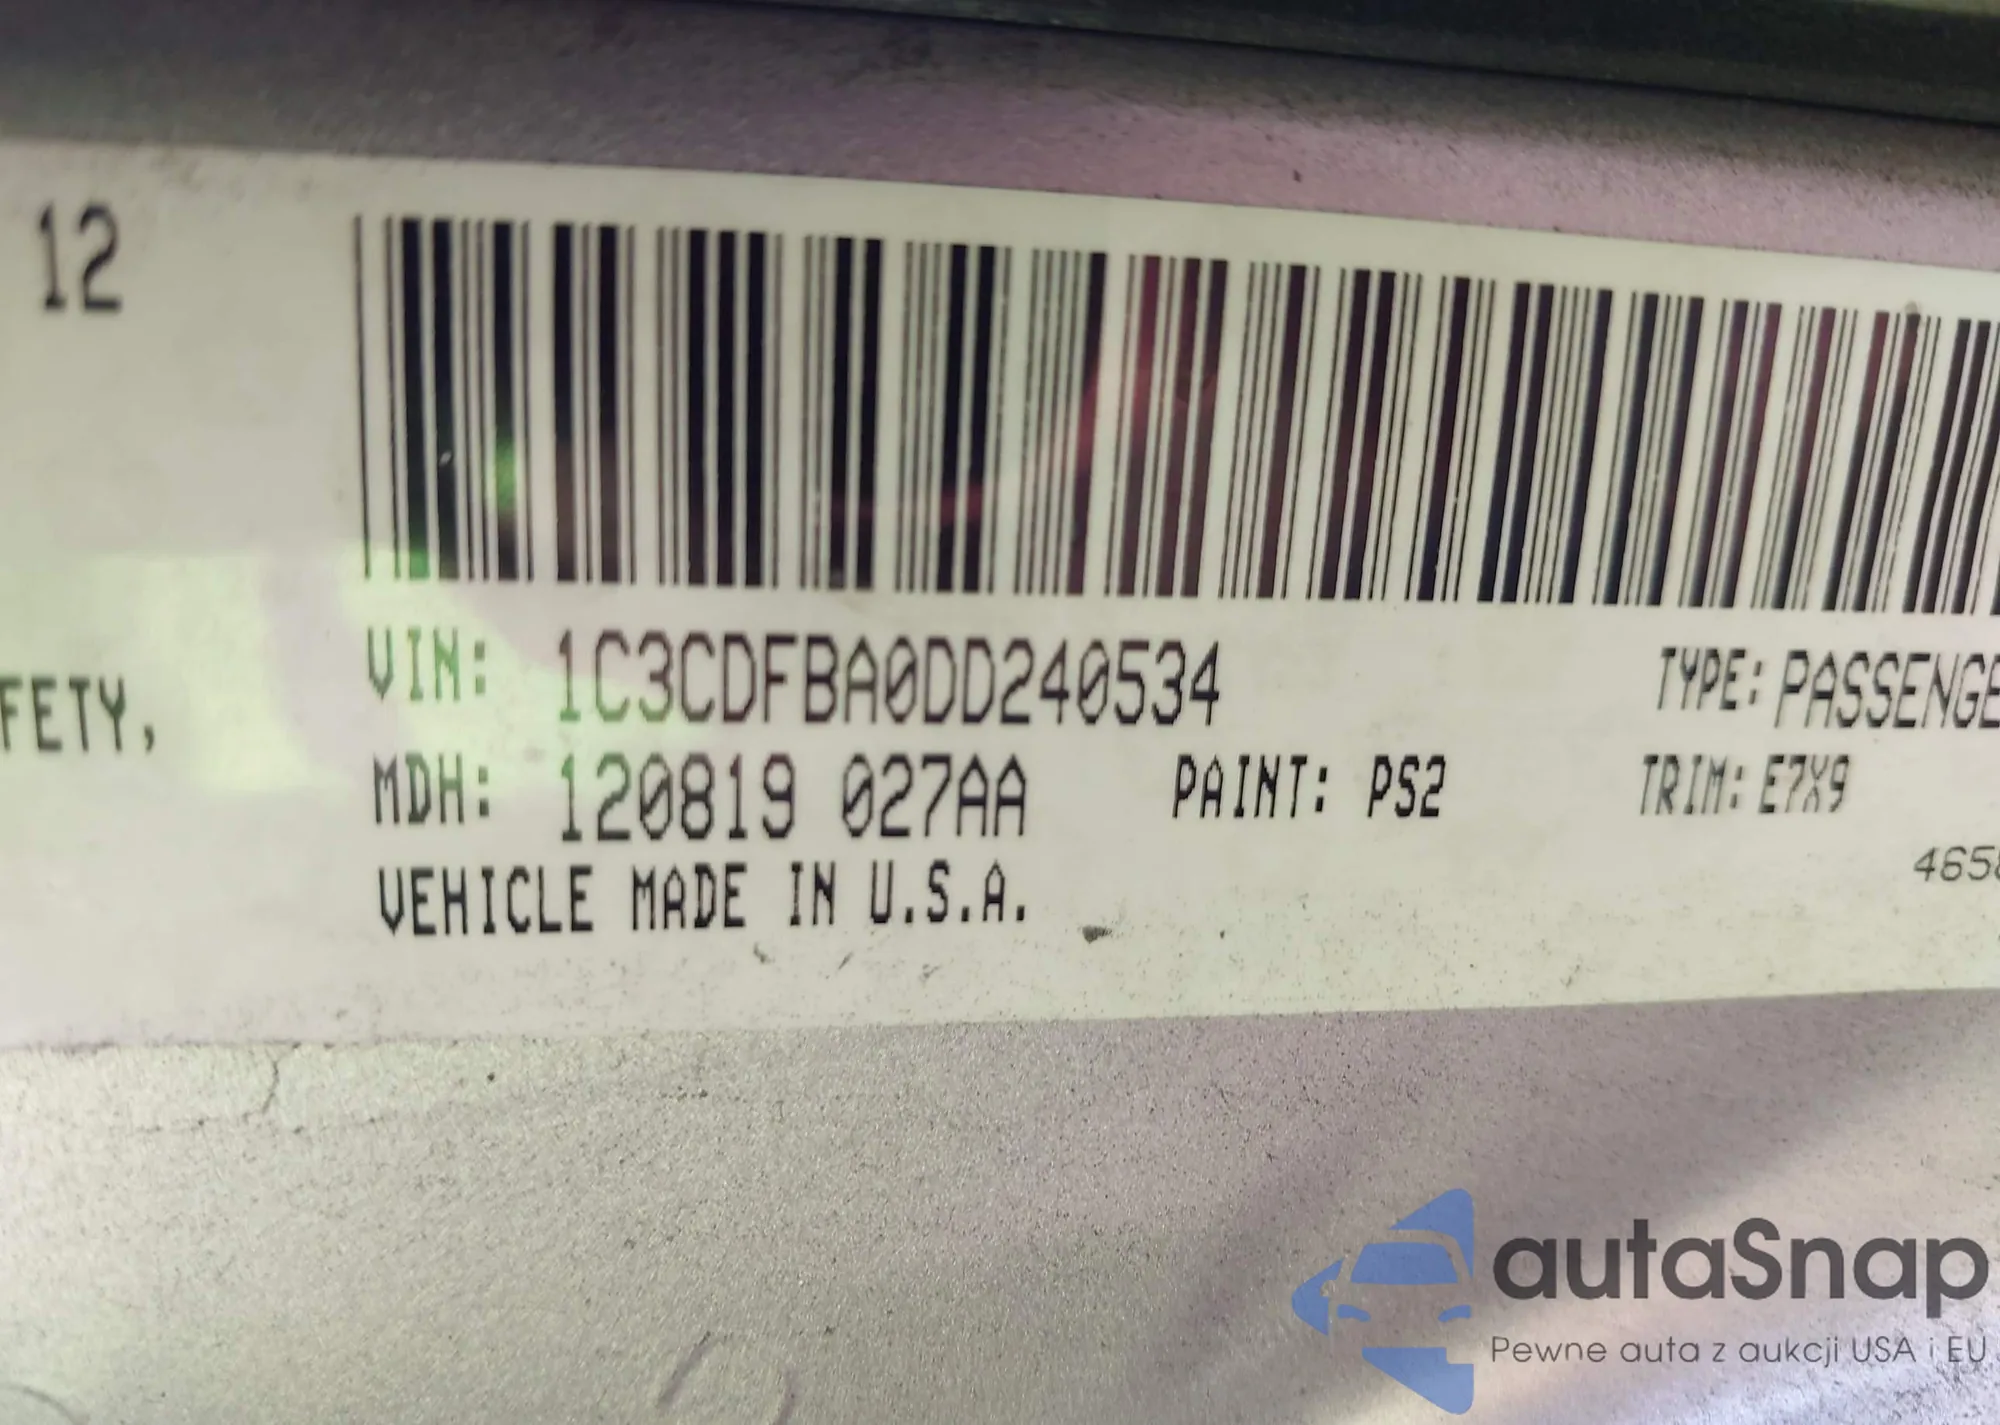 12
FETY,
VIN: 1C3CDFBA0DD240534
TYPE: PASSENGE
MDH: 120819 027AA
PAINT: PS2
TRIM: E7X9
VEHICLE MADE IN U.S.A.
465
autaSnap
Pewne auta z aukcji USA i EU